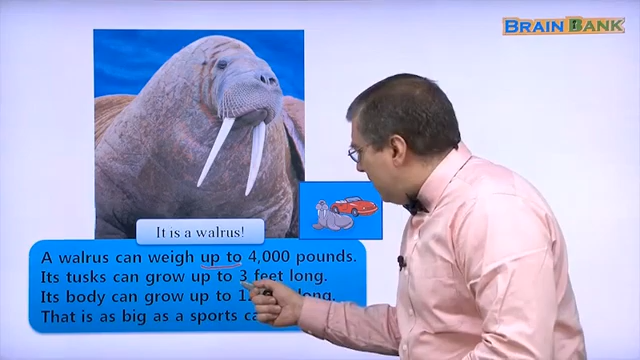 BRAIN BANK
It is a walrus!
A walrus can weigh up to 4,000 pounds.
Its tusks can grow up to 3 feet long.
Its body can grow up to long.
That is as big as a sports